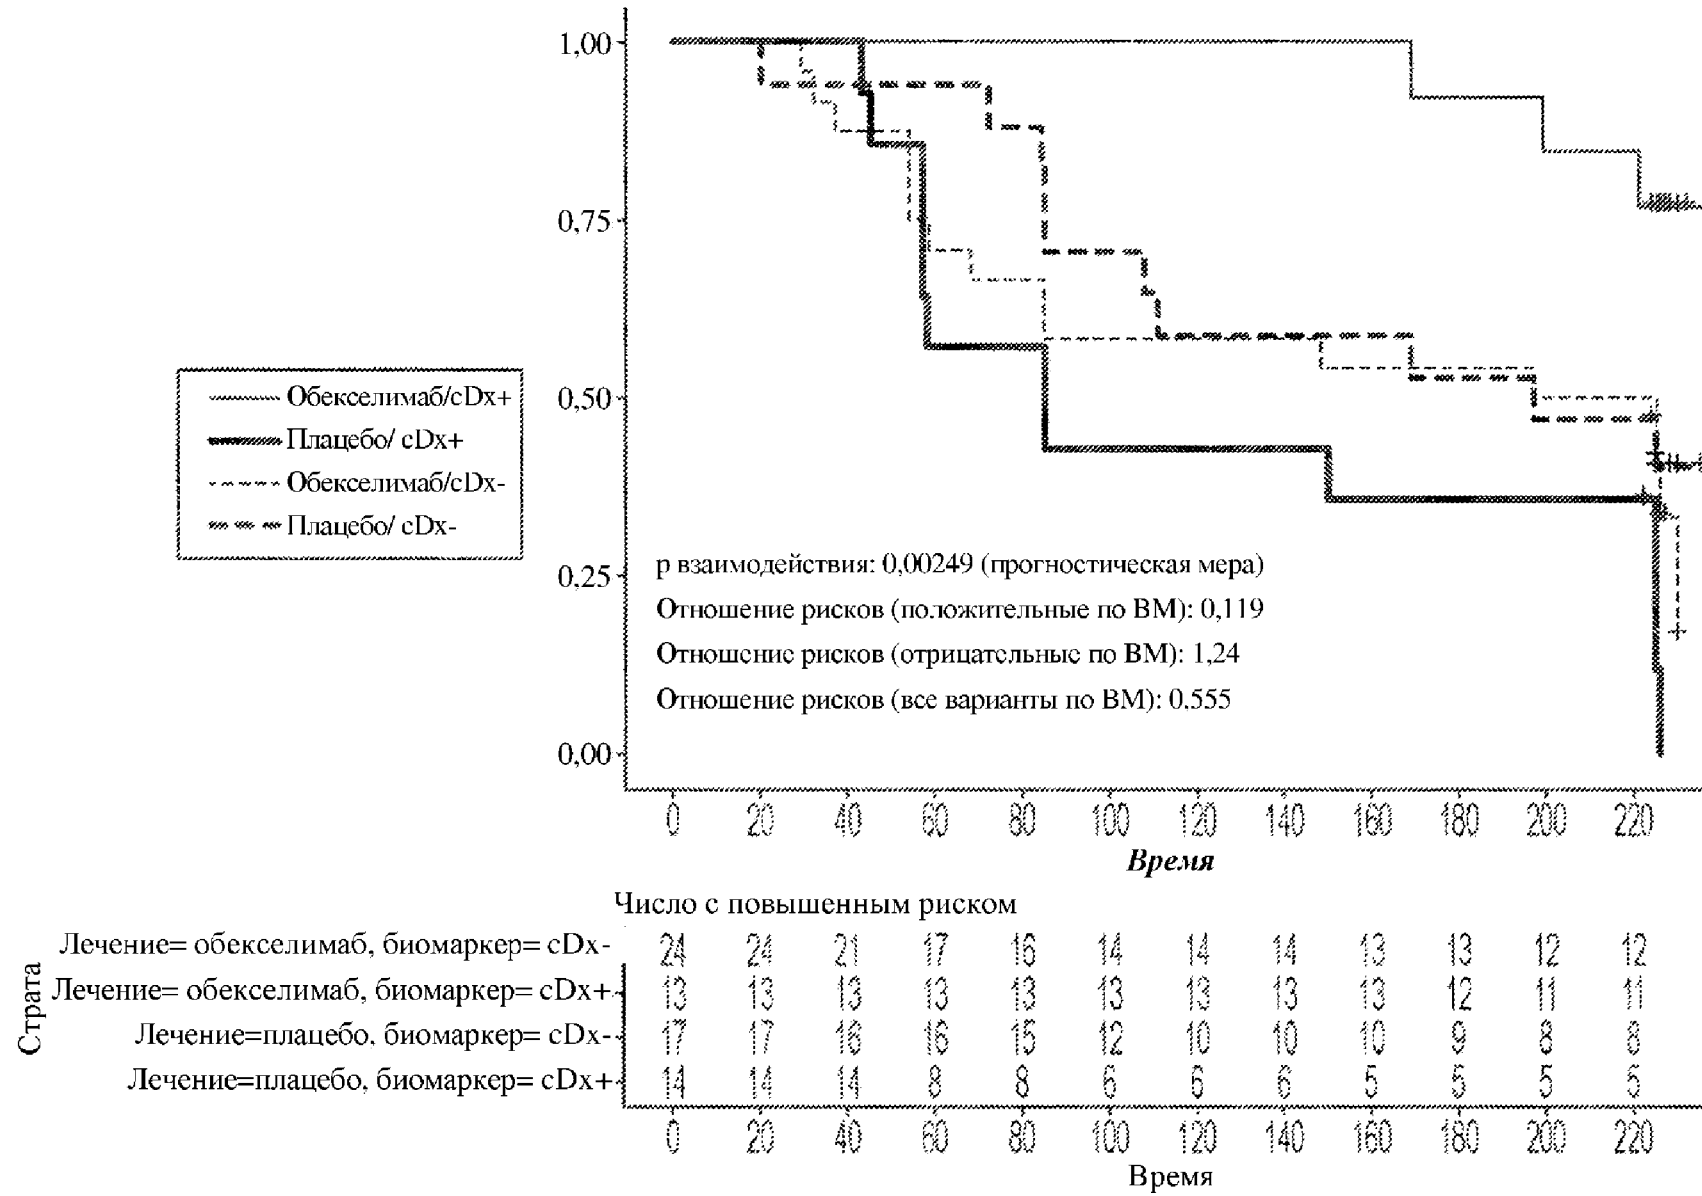 1,00
0,75
0,50
0,25
0,00
Обекселимаб/cDx+
Плацебо/ cDx+
Обекселимаб/cDx-
Плацебо/ cDx-
р взаимодействия: 0,00249 (прогностическая мера)
Отношение рисков (положительные по ВМ): 0,119
Отношение рисков (отрицательные по ВМ): 1,24
Отношение рисков (все варианты по ВМ): 0.555
0 20 40 60 80 100 120 140 160 180 200 220
Время
Число с повышенным риском
Страта
Лечение= обекселимаб, биомаркер= cDx- 24 24 21 17 16 14 14 14 13 13 12 12
Лечение= обекселимаб, биомаркер= cDx+ 13 13 13 13 13 13 13 13 13 12 11 11
Лечение=плацебо, биомаркер= cDx- 17 17 16 16 15 12 10 10 10 9 8 8
Лечение=плацебо, биомаркер= cDx+ 14 14 14 8 8 6 6 6 5 5 5 5
0 20 40 60 80 100 120 140 160 180 200 220
Время